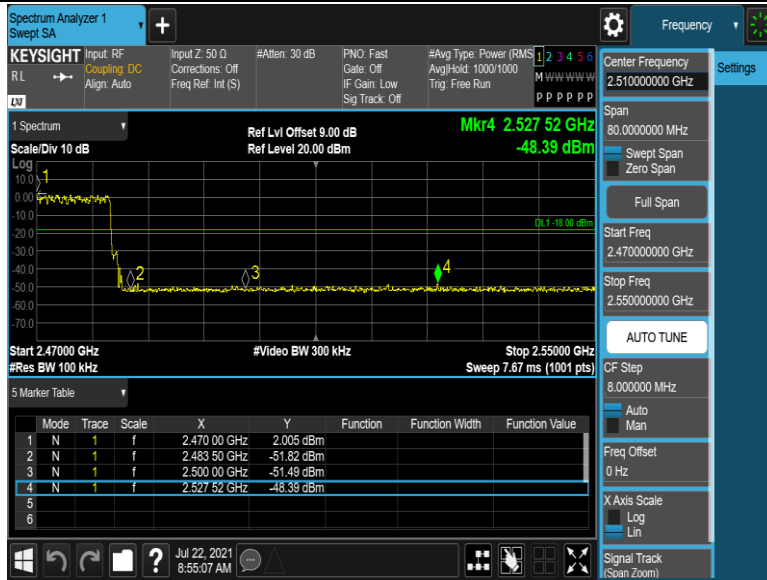 Spectrum Analyzer 1
Swept SA
Frequency
KEYSIGHT
RL
LXI
Input: RF
Coupling: DC
Align: Auto
Input Z: 50 Ω
Corrections: Off
Freq Ref: Int (S)
#Atten: 30 dB
PNO: Fast
Gate: Off
IF Gain: Low
Sig Track: Off
#Avg Type: Power (RMS
Avg|Hold: 1000/1000
Trig: Free Run
1 2 3 4 5 6
M W W W W W
P P P P P P
1 Spectrum
Scale/Div 10 dB
Ref Lvl Offset 9.00 dB
Ref Level 20.00 dBm
Mkr4 2.527 52 GHz
-48.39 dBm
Log
10.0
0.00
-10.0
-20.0
-30.0
-40.0
-50.0
-60.0
-70.0
1
2
3
4
DL1 -18.00 dBm
Start 2.47000 GHz
#Res BW 100 kHz
#Video BW 300 kHz
Stop 2.55000 GHz
Sweep 7.67 ms (1001 pts)
5 Marker Table
Mode Trace Scale X Y Function Function Width Function Value
1 N 1 f 2.470 00 GHz 2.005 dBm
2 N 1 f 2.483 50 GHz -51.82 dBm
3 N 1 f 2.500 00 GHz -51.49 dBm
4 N 1 f 2.527 52 GHz -48.39 dBm
5
6
?
Jul 22, 2021
8:55:07 AM
Center Frequency
2.510000000 GHz
Settings
Span
80.0000000 MHz
Swept Span
Zero Span
Full Span
Start Freq
2.470000000 GHz
Stop Freq
2.550000000 GHz
AUTO TUNE
CF Step
8.000000 MHz
Auto
Man
Freq Offset
0 Hz
X Axis Scale
Log
Lin
Signal Track
(Span Zoom)